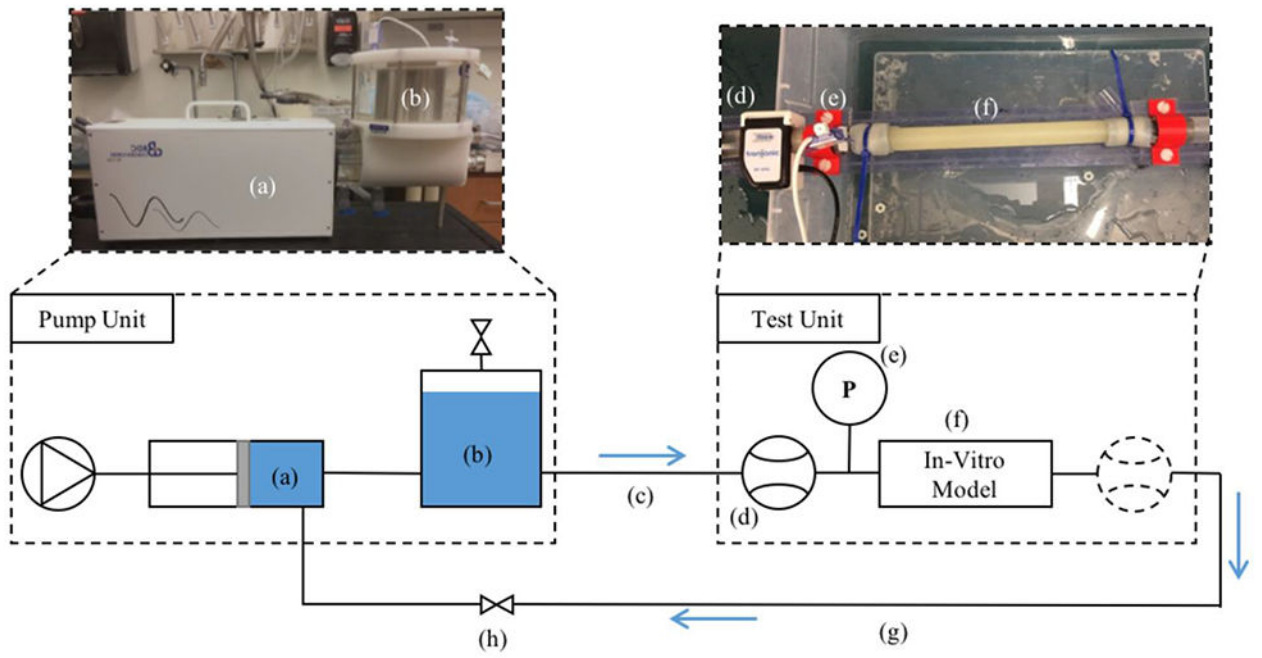 (a)
(b)
(d)
(e)
(f)
Pump Unit
(a)
(b)
(c)
Test Unit
(e)
P
(f)
In-Vitro
Model
(d)
(g)
(h)